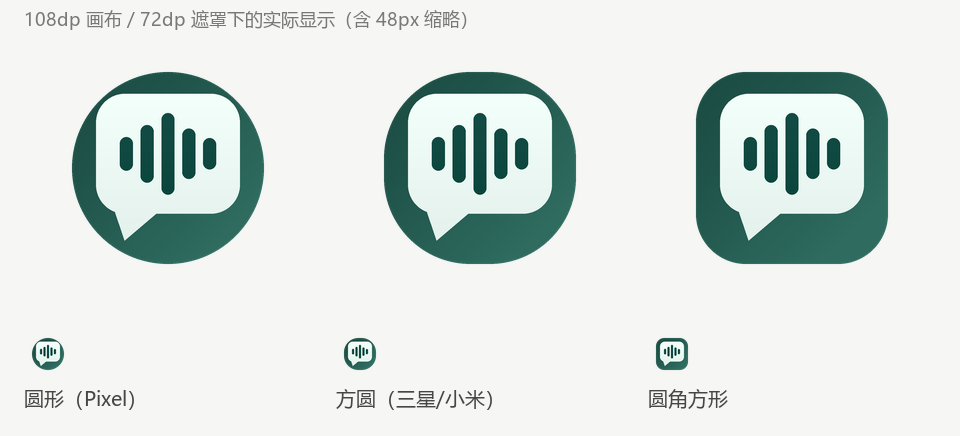 108dp 画布 / 72dp 遮罩下的实际显示（含 48px 缩略）
圆形（Pixel）
方圆（三星/小米）
圆角方形